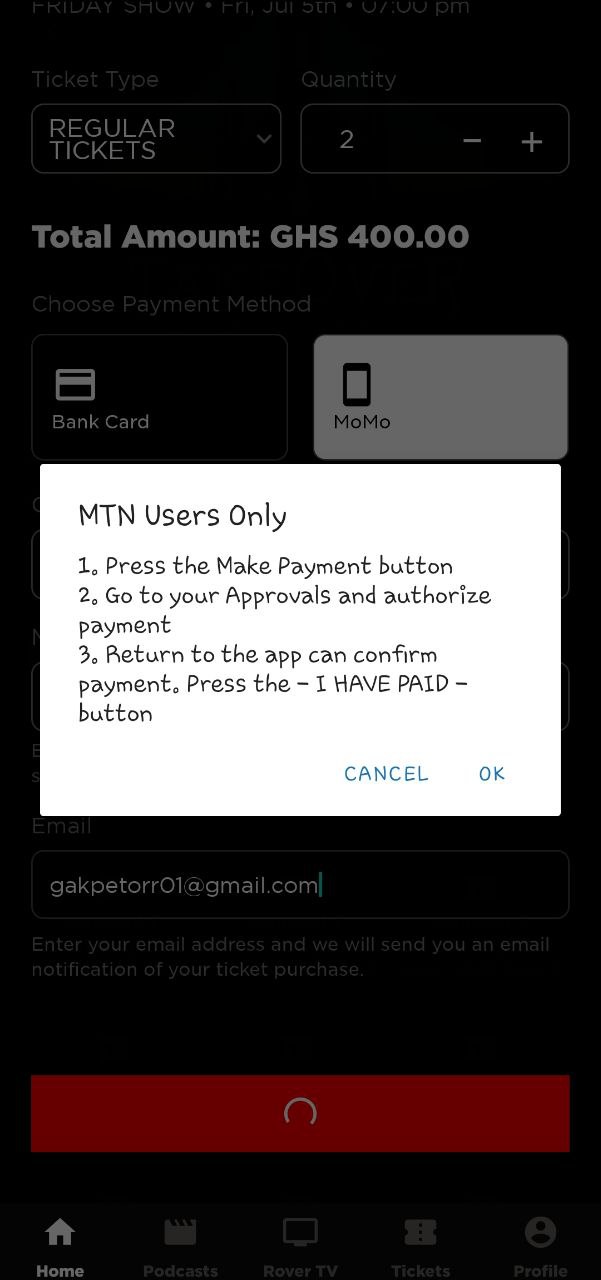 FRIDAY SHOW • Fri, Jul 5th • 07:00 pm
Ticket Type
Quantity
REGULAR
TICKETS
2
Total Amount: GHS 400.00
Choose Payment Method
Bank Card
MoMo
MTN Users Only
1. Press the Make Payment button
2. Go to your Approvals and authorize
payment
3. Return to the app can confirm
payment. Press the - I HAVE PAID -
button
CANCEL OK
Email
gakpetorr01@gmail.com
Enter your email address and we will send you an email
notification of your ticket purchase.
Home Podcasts Rover TV Tickets Profile